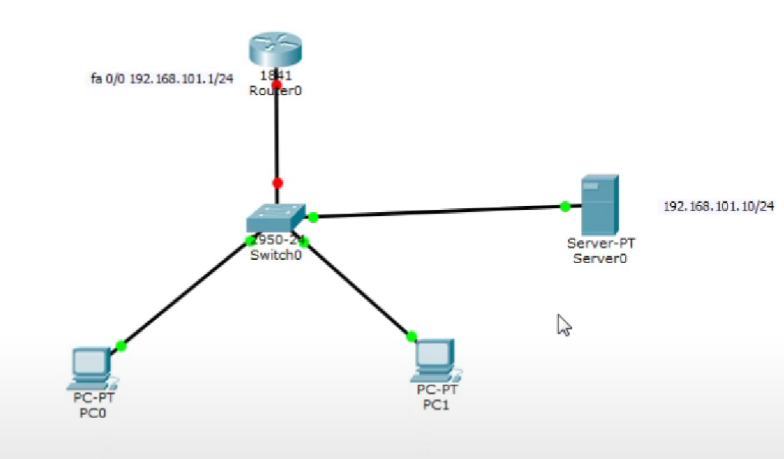 fa 0/0 192.168.101.1/24
1841
Router0
2950-24
Switch0
192.168.101.10/24
Server-PT
Server0
PC-PT
PC0
PC-PT
PC1